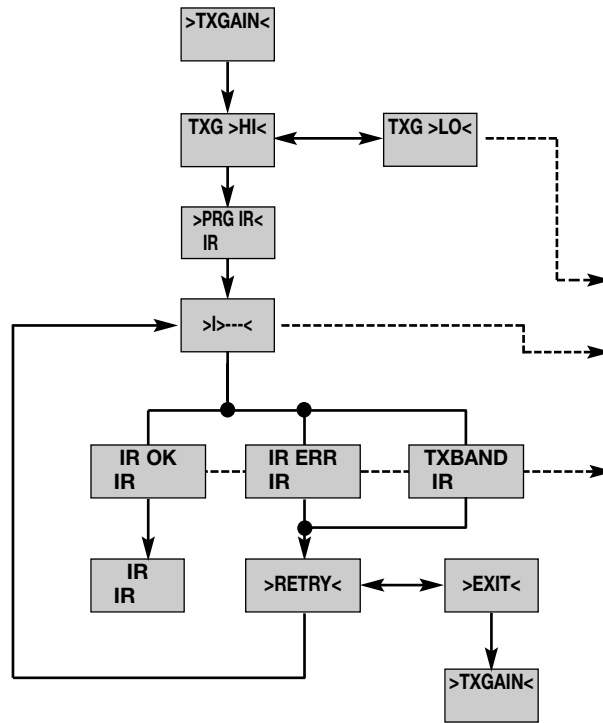 >TXGAIN<
TXG >HI<
TXG >LO<
>PRG IR<
IR
>I>---<
IR OK
IR
IR ERR
IR
TXBAND
IR
IR
IR
>RETRY<
>EXIT<
>TXGAIN<